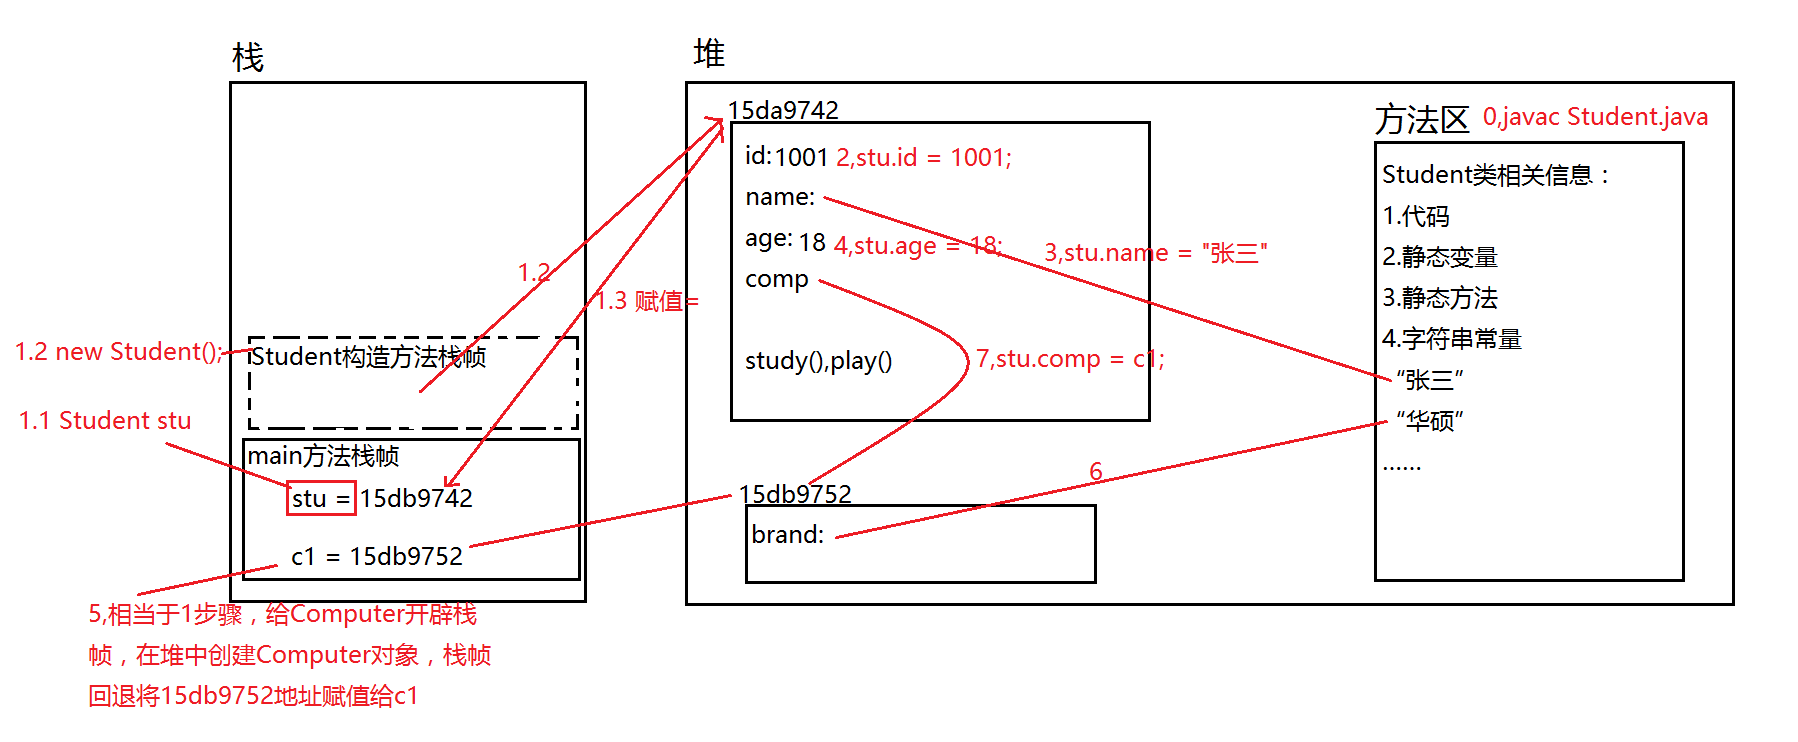 栈
堆
15da9742
方法区 0,javac Student.java
id:1001 2,stu.id = 1001;
name:
age: 18 4,stu.age = 18;
3,stu.name = "张三"
comp
study(),play()
7,stu.comp = c1;
Student类相关信息：
1.代码
2.静态变量
3.静态方法
4.字符串常量
“张三”
“华硕”
......
1.2
1.3 赋值=
1.2 new Student();
Student构造方法栈帧
1.1 Student stu
main方法栈帧
stu = 15db9742
c1 = 15db9752
15db9752
brand:
6
5,相当于1步骤，给Computer开辟栈
帧，在堆中创建Computer对象，栈帧
回退将15db9752地址赋值给c1